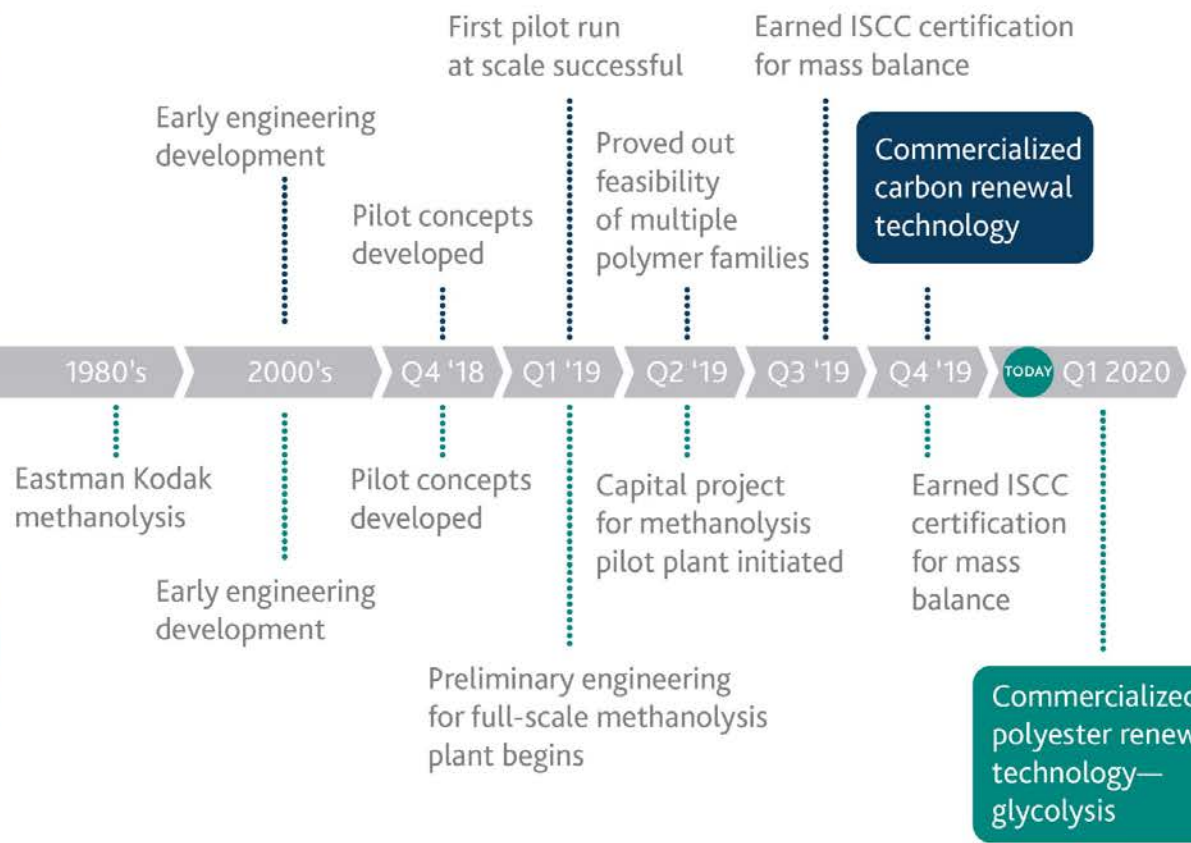 First pilot run
at scale successful
Earned ISCC certification
for mass balance
Early engineering
development
Proved out
feasibility
of multiple
polymer families
Commercialized
carbon renewal
technology
Pilot concepts
developed
1980's
2000's
Q4 '18
Q1 '19
Q2 '19
Q3 '19
Q4 '19
TODAY
Q1 2020
Eastman Kodak
methanolysis
Pilot concepts
developed
Capital project
for methanolysis
pilot plant initiated
Earned ISCC
certification
for mass
balance
Early engineering
development
Preliminary engineering
for full-scale methanolysis
plant begins
Commercialized
polyester renew
technology—
glycolysis